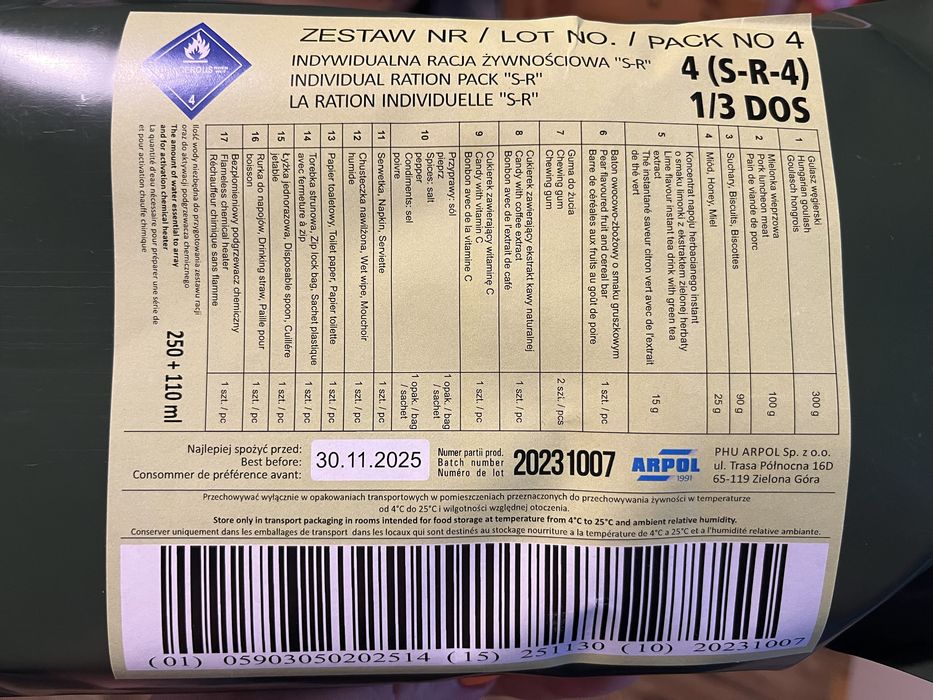 ZESTAW NR / LOT NO. / PACK NO 4
INDYWIDUALNA RACJA ŻYWNOŚCIOWA "S-R"
INDIVIDUAL RATION PACK "S-R"
LA RATION INDIVIDUELLE "S-R"
4 (S-R-4)
1/3 DOS
DANGEROUS
4
1 Gulasz węgierski
Hungarian goulash
Goulasch hongrois
300 g
2 Mielonka wieprzowa
Pork luncheon meat
Pain de viande de porc
100 g
3 Suchary, Biscuits, Biscottes 90 g
4 Miód, Honey, Miel 25 g
5 Koncentrat napoju herbacianego instant
o smaku limonki z ekstraktem zielonej herbaty
Lime flavour instant tea drink with green tea
extract
Thé instantané saveur citron vert avec de l'extrait
de thé vert
15 g
6 Baton owocowo-zbożowy o smaku gruszkowym
Pear flavoured fruit and cereal bar
Barre de céréale aux fruits au goût de poire
1 szt. / pc
7 Guma do żucia
Chewing gum
Chewing gum
2 szt. / pcs
8 Cukierek zawierający ekstrakt kawy naturalnej
Candy with coffee extract
Bonbon avec de l'extrait de café
1 szt. / pc
9 Cukierek zawierający witaminę C
Candy with vitamin C
Bonbon avec de la vitamine C
1 szt. / pc
10 Przyprawy: sól
pieprz
Spices: salt
pepper
Condiments: sel
poivre
1 opak. / bag
/ sachet
1 opak. / bag
/ sachet
11 Serwetka, Napkin, Serviette 1 szt. / pc
12 Chusteczka nawilżona, Wet wipe, Mouchoir
humide
1 szt. / pc
13 Papier toaletowy, Toilet paper, Papier toilette 1 szt. / pc
14 Torebka strunowa, Zip lock bag, Sachet plastique
avec fermeture à zip
1 szt. / pc
15 Łyżka jednorazowa, Disposable spoon, Cuillére
jetable
1 szt. / pc
16 Rurka do napojów, Drinking straw, Paille pour
boisson
1 szt. / pc
17 Bezpłomieniowy podgrzewacz chemiczny
Flameless chemical heater
Réchauffeur chimique sans flamme
1 szt. / pc
Ilość wody niezbędna do przygotowania zestawu racji
oraz do aktywacji podgrzewacza chemicznego
The amount of water essential to array
and for activation chemical heater
La quantité d'eau nécessaire pour préparer une série de
et pour activation chauffe chimique
250 + 110 ml
Najlepiej spożyć przed:
Best before:
Consommer de préférence avant:
30.11.2025
Numer partii prod.
Batch number
Numéro de lot
20231007
ARPOL
1991
PHU ARPOL Sp. z o.o.
ul. Trasa Północna 16D
65-119 Zielona Góra
Przechowywać wyłącznie w opakowaniach transportowych w pomieszczeniach przeznaczonych do przechowywania żywności w temperaturze
od 4°C do 25°C i wilgotności względnej otoczenia.
Store only in transport packaging in rooms intended for food storage at temperature from 4°C to 25°C and ambient relative humidity.
Conserver uniquement dans les emballages de transport dans les locaux qui sont destinés au stockage nourriture a la température de 4°C a 25°C et a l'humidité relative ambiante.
(01) 05903050202514 (15) 251130 (10) 20231007